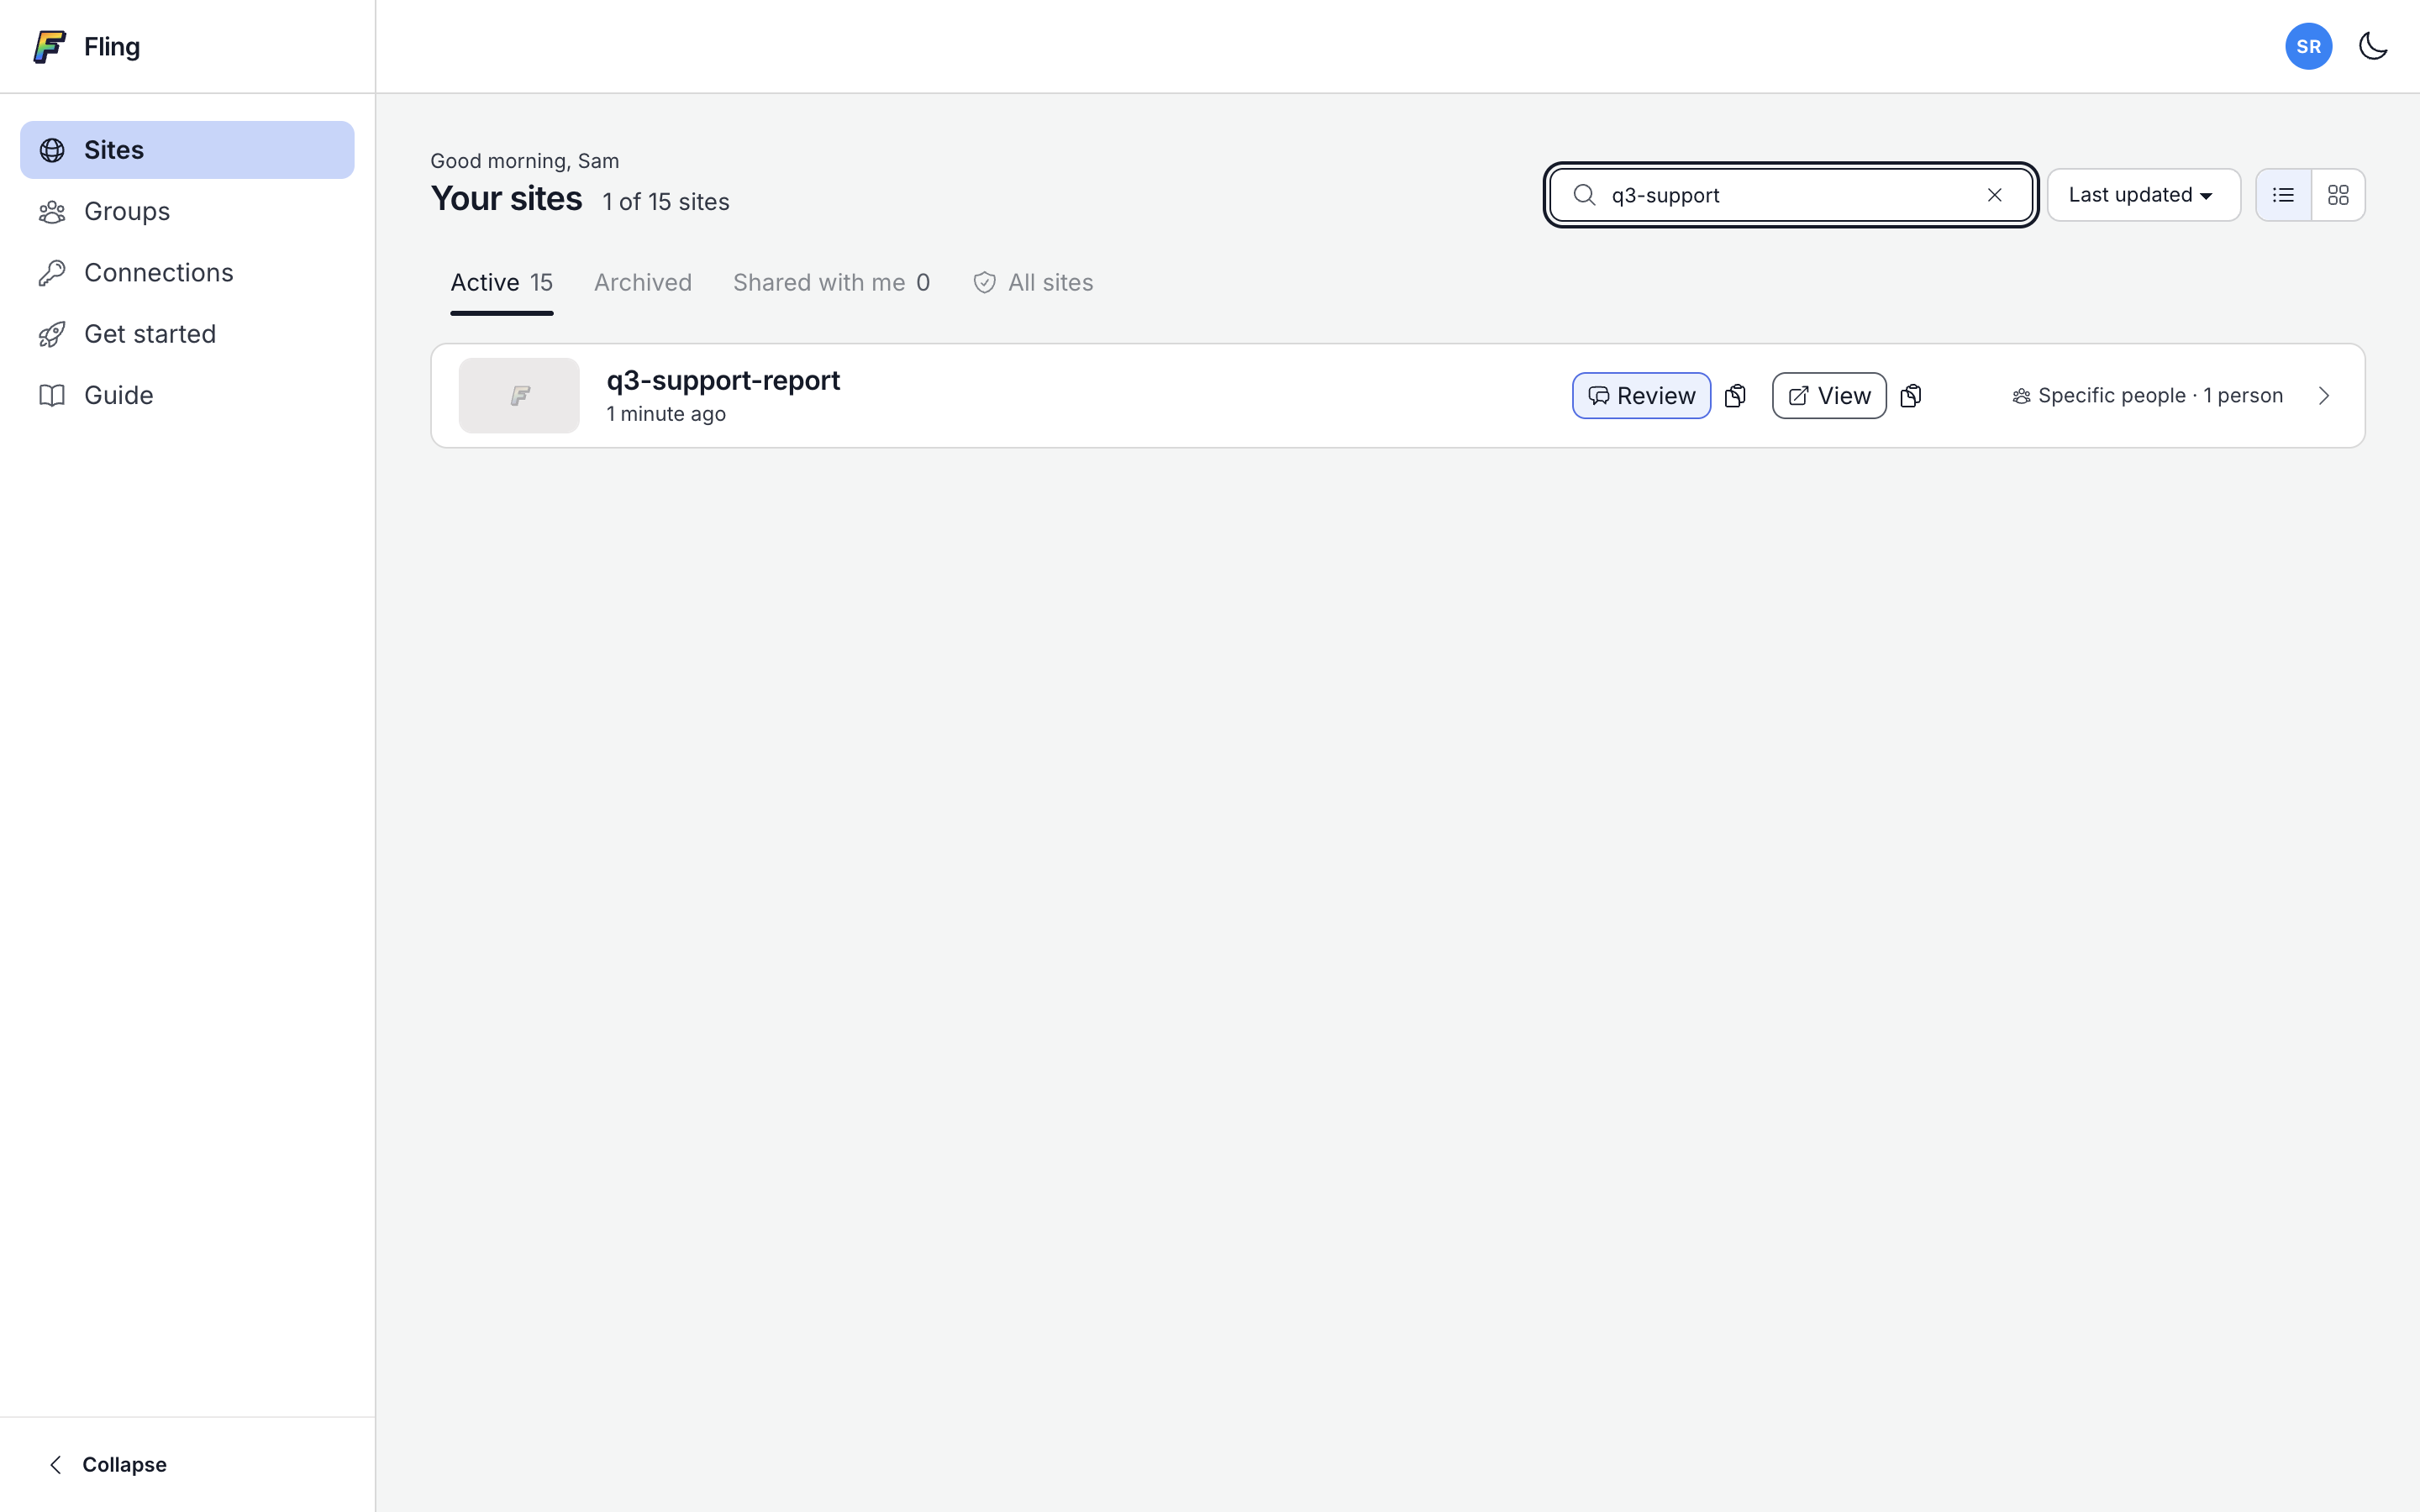 Fling
SR
Sites
Groups
Connections
Get started
Guide
Good morning, Sam
Your sites 1 of 15 sites
q3-support
Last updated
Active 15 Archived Shared with me 0 All sites
q3-support-report
1 minute ago
Review View Specific people · 1 person
Collapse